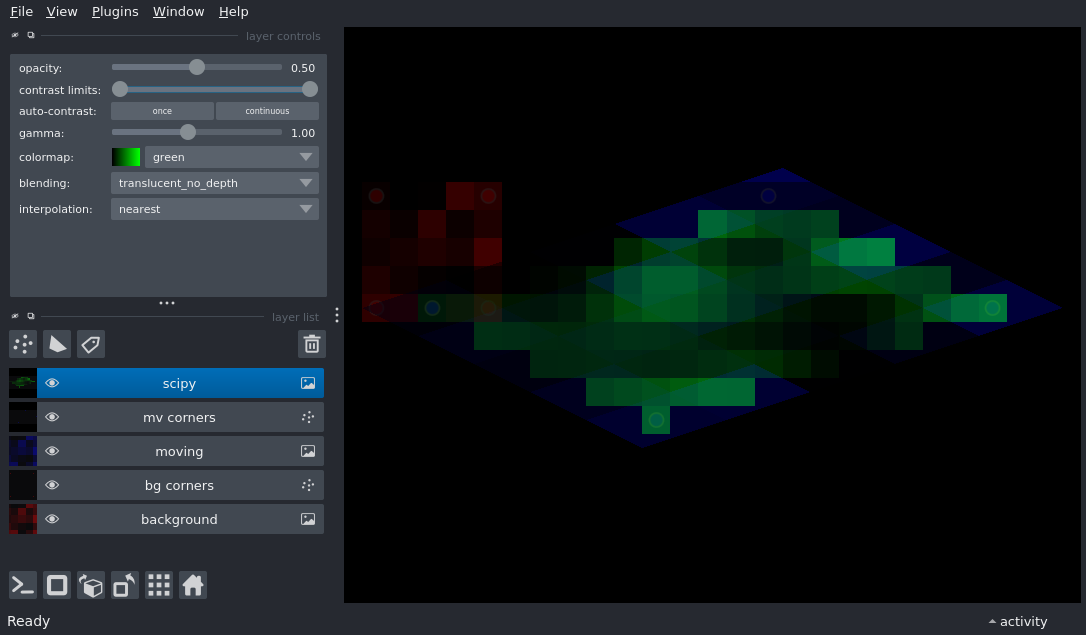 File View Plugins Window Help
layer controls
opacity: 0.50
contrast limits:
auto-contrast: once continuous
gamma: 1.00
colormap: green
blending: translucent_no_depth
interpolation: nearest
layer list
scipy
mv corners
moving
bg corners
background
Ready activity